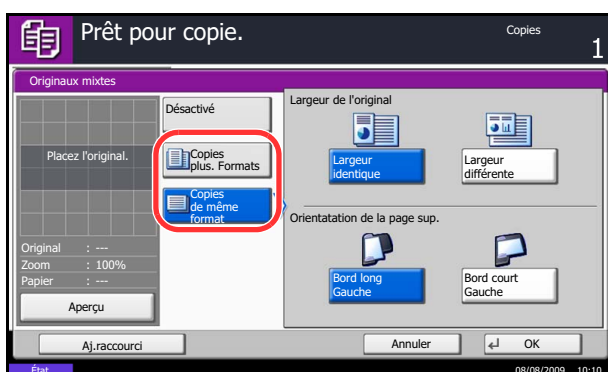 Prêt pour copie.
Copies
1
Originaux mixtes
Placez l'original.
Original : ---
Zoom : 100%
Papier : ---
Aperçu
Désactivé
Copies
plus. Formats
Copies
de même
format
Largeur de l'original
Largeur
identique
Largeur
différente
Orientatation de la page sup.
Bord long
Gauche
Bord court
Gauche
Aj.raccourci
Annuler
OK
État
08/08/2009 10:10